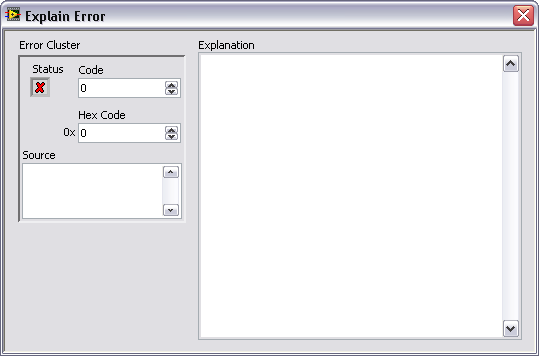 Explain Error
Error Cluster
Status
Code
0
Hex Code
0x 0
Source
Explanation